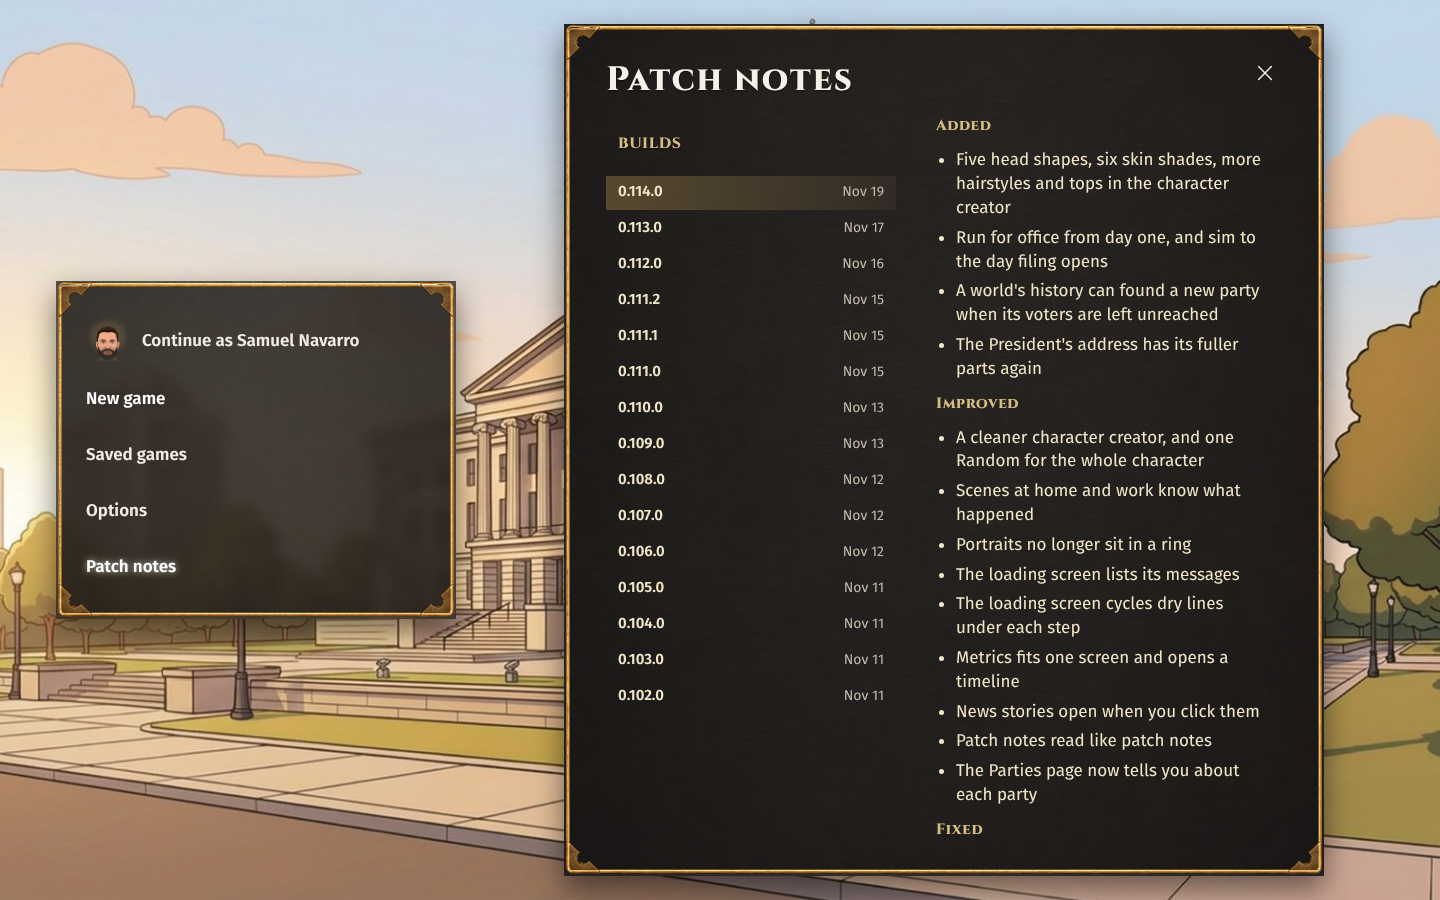 Patch notes
BUILDS
0.114.0 Nov 19
0.113.0 Nov 17
0.112.0 Nov 16
0.111.2 Nov 15
0.111.1 Nov 15
0.111.0 Nov 15
0.110.0 Nov 13
0.109.0 Nov 13
0.108.0 Nov 12
0.107.0 Nov 12
0.106.0 Nov 12
0.105.0 Nov 11
0.104.0 Nov 11
0.103.0 Nov 11
0.102.0 Nov 11
Added
• Five head shapes, six skin shades, more
hairstyles and tops in the character
creator
• Run for office from day one, and sim to
the day filing opens
• A world's history can found a new party
when its voters are left unreached
• The President's address has its fuller
parts again
Improved
• A cleaner character creator, and one
Random for the whole character
• Scenes at home and work know what
happened
• Portraits no longer sit in a ring
• The loading screen lists its messages
• The loading screen cycles dry lines
under each step
• Metrics fits one screen and opens a
timeline
• News stories open when you click them
• Patch notes read like patch notes
• The Parties page now tells you about
each party
Fixed
Continue as Samuel Navarro
New game
Saved games
Options
Patch notes